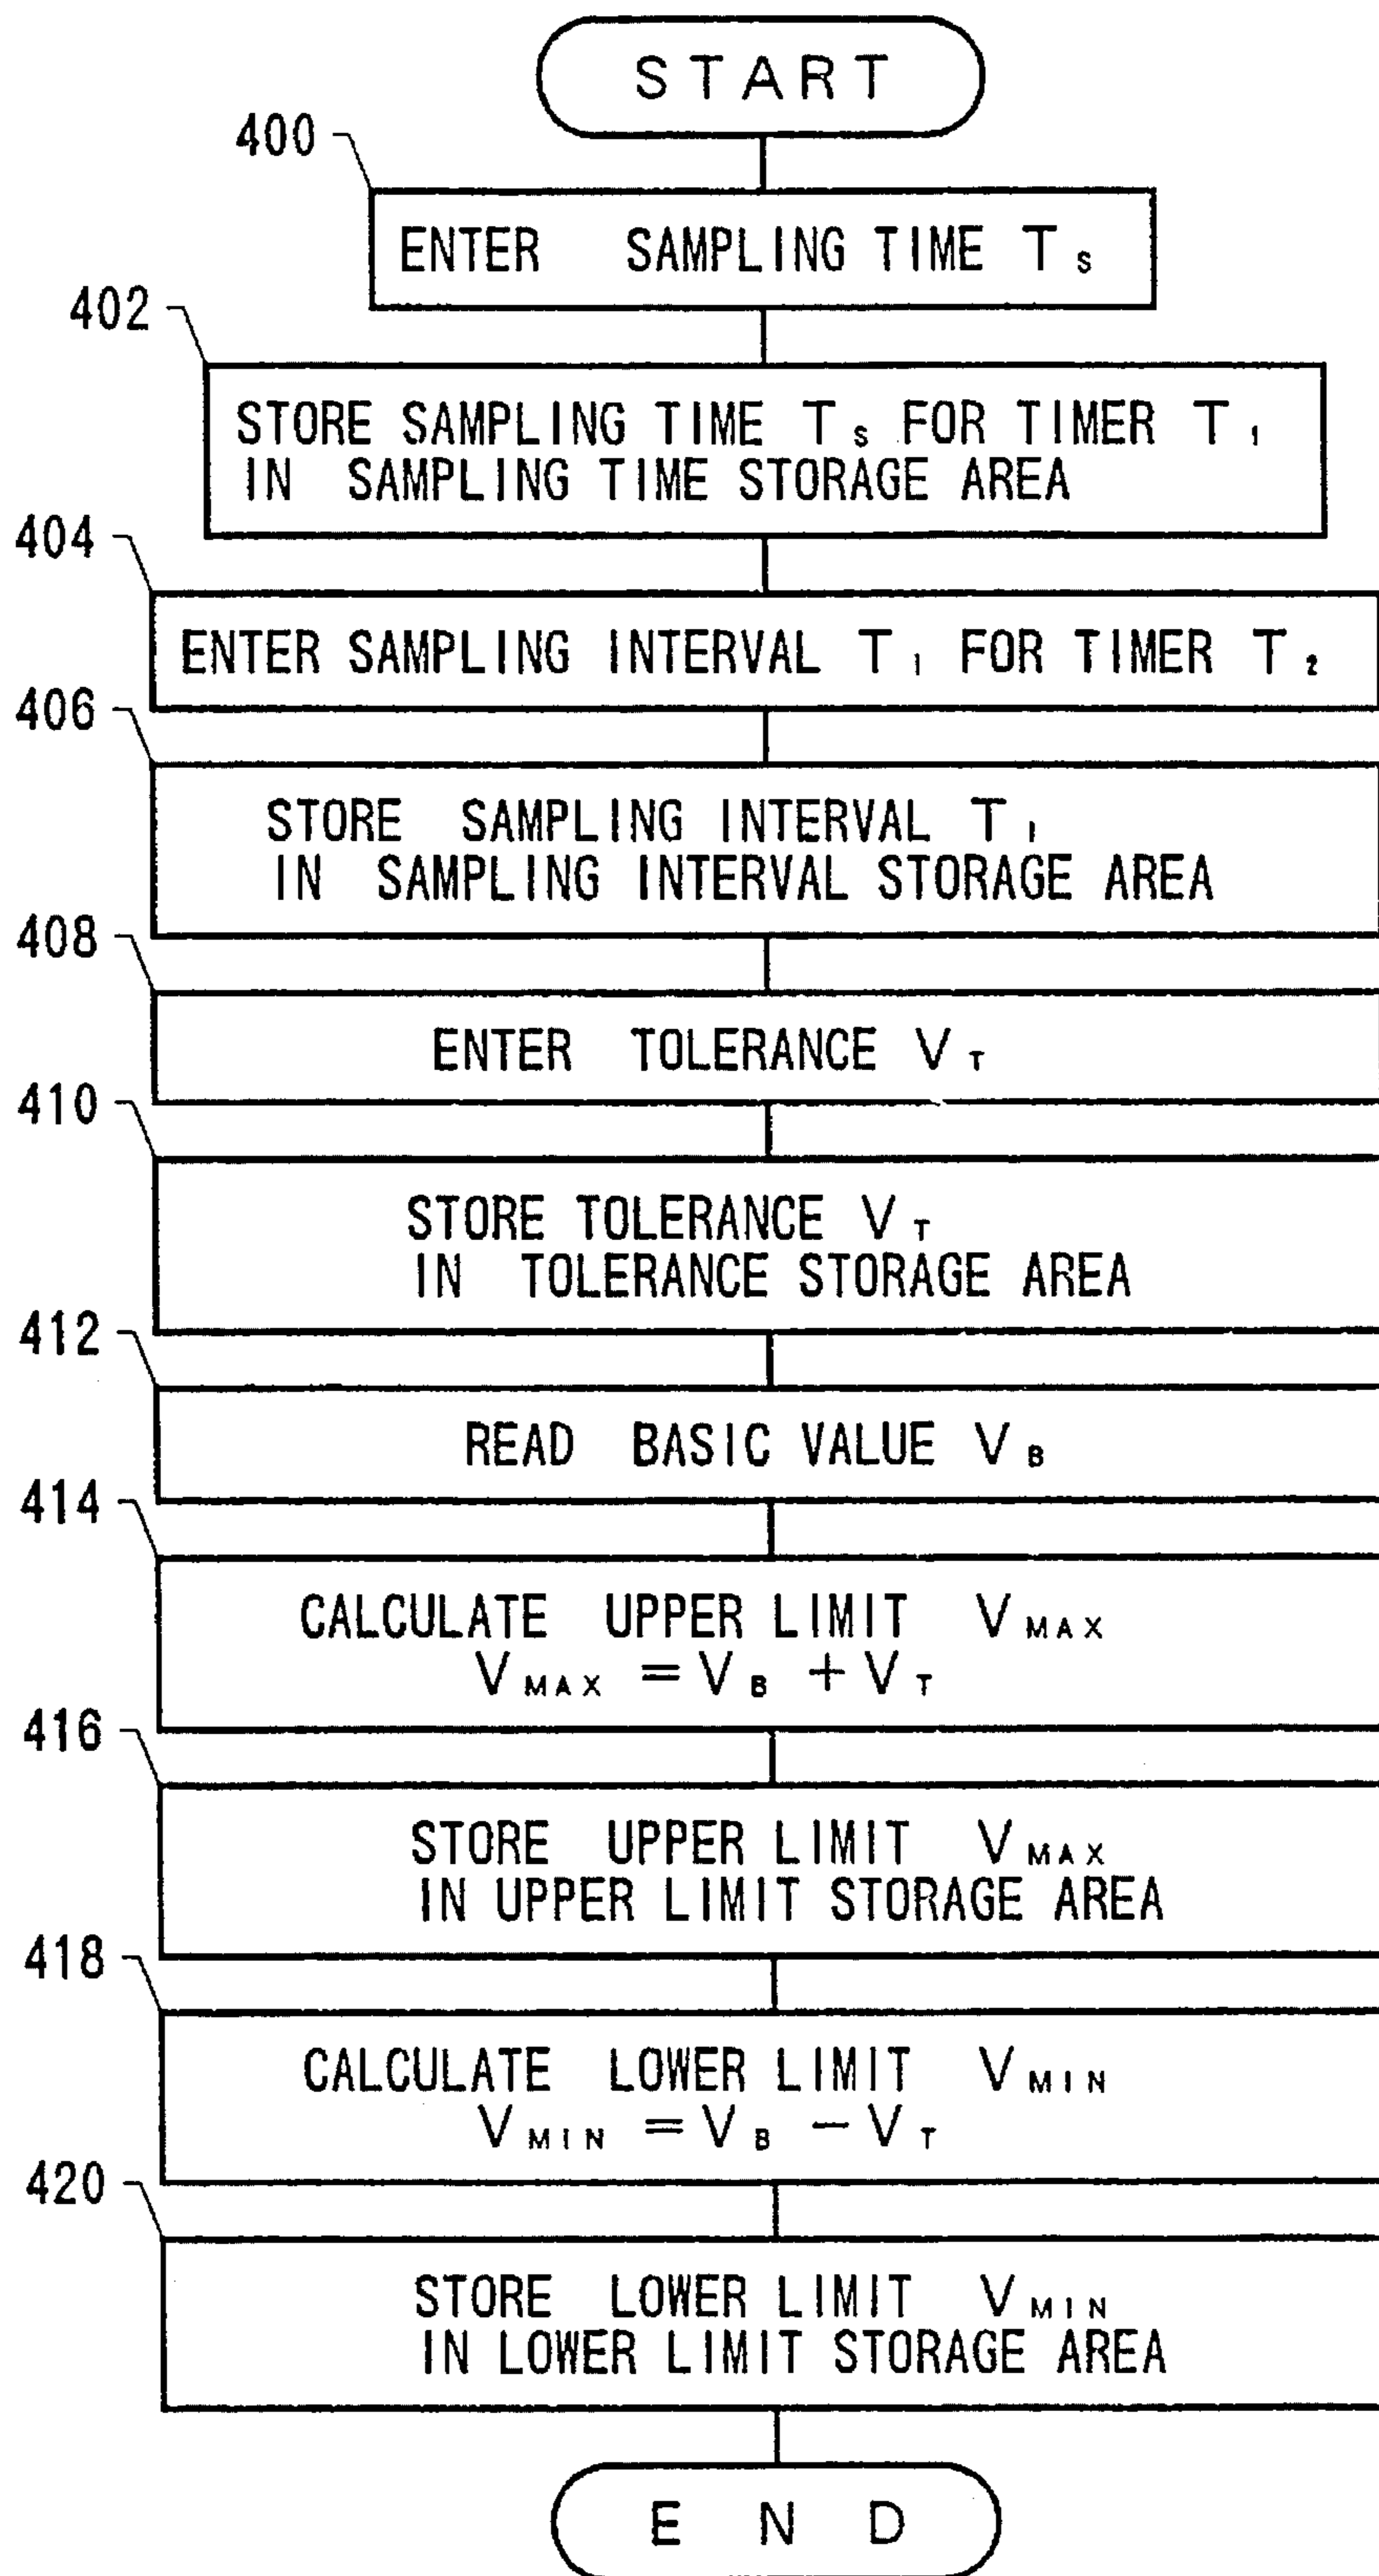 START
400
ENTER SAMPLING TIME Ts
402
STORE SAMPLING TIME Ts FOR TIMER T1
IN SAMPLING TIME STORAGE AREA
404
ENTER SAMPLING INTERVAL TI FOR TIMER T2
406
STORE SAMPLING INTERVAL TI
IN SAMPLING INTERVAL STORAGE AREA
408
ENTER TOLERANCE VT
410
STORE TOLERANCE VT
IN TOLERANCE STORAGE AREA
412
READ BASIC VALUE VB
414
CALCULATE UPPER LIMIT VMAX
VMAX = VB + VT
416
STORE UPPER LIMIT VMAX
IN UPPER LIMIT STORAGE AREA
418
CALCULATE LOWER LIMIT VMIN
VMIN = VB − VT
420
STORE LOWER LIMIT VMIN
IN LOWER LIMIT STORAGE AREA
END